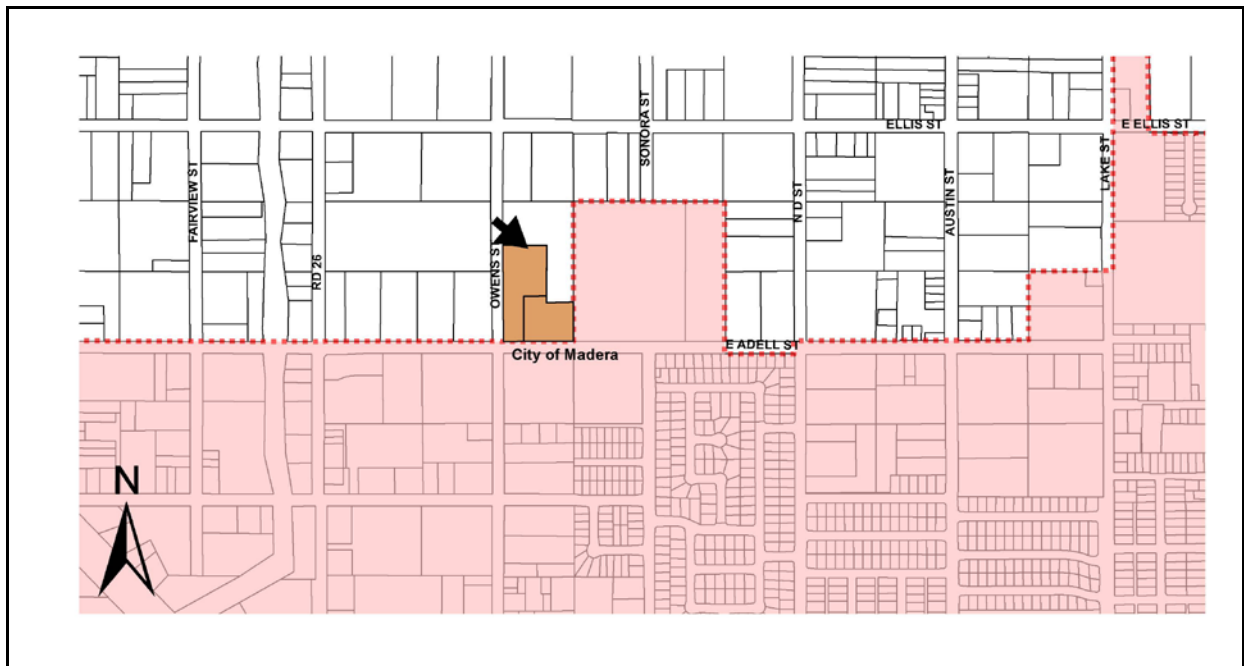 ELLIS ST
E ELLIS ST
SONORA ST
LAKE ST
FAIRVIEW ST
N D ST
AUSTIN ST
RD 26
OWENS S
E ADELL ST
City of Madera
N